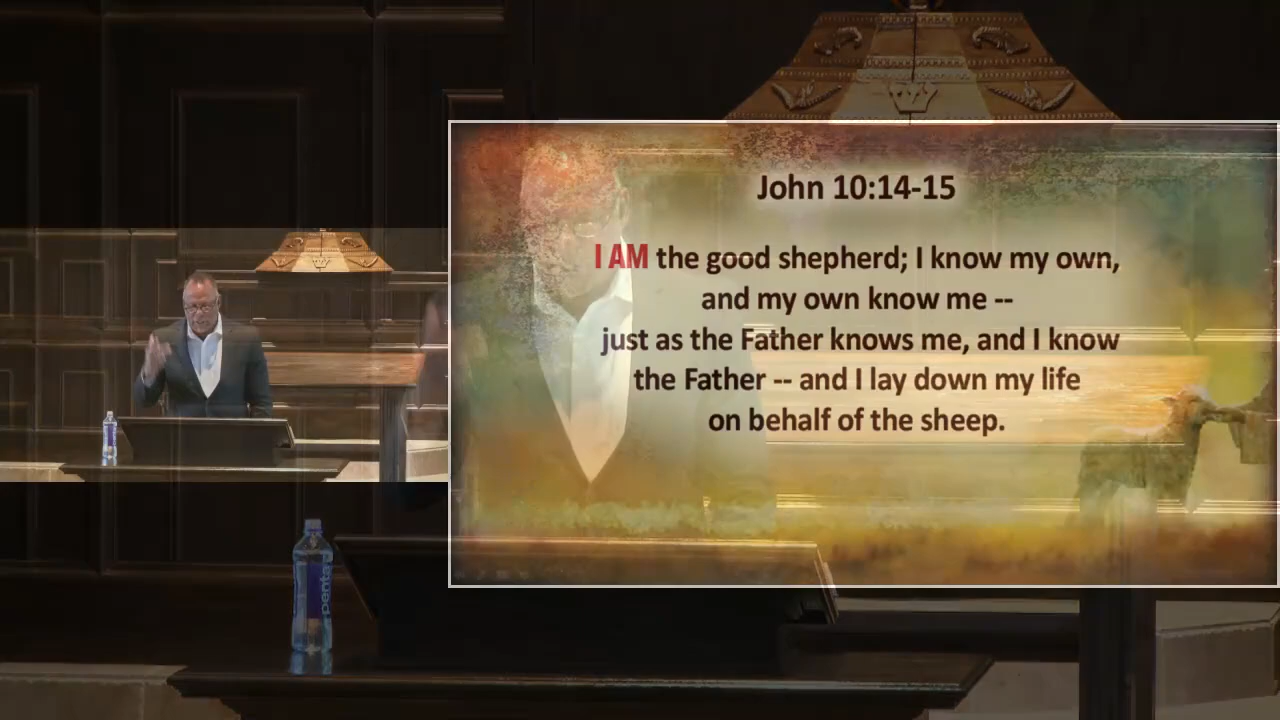 John 10:14-15
I AM the good shepherd; I know my own,
and my own know me --
just as the Father knows me, and I know
the Father -- and I lay down my life
on behalf of the sheep.
penta
ש